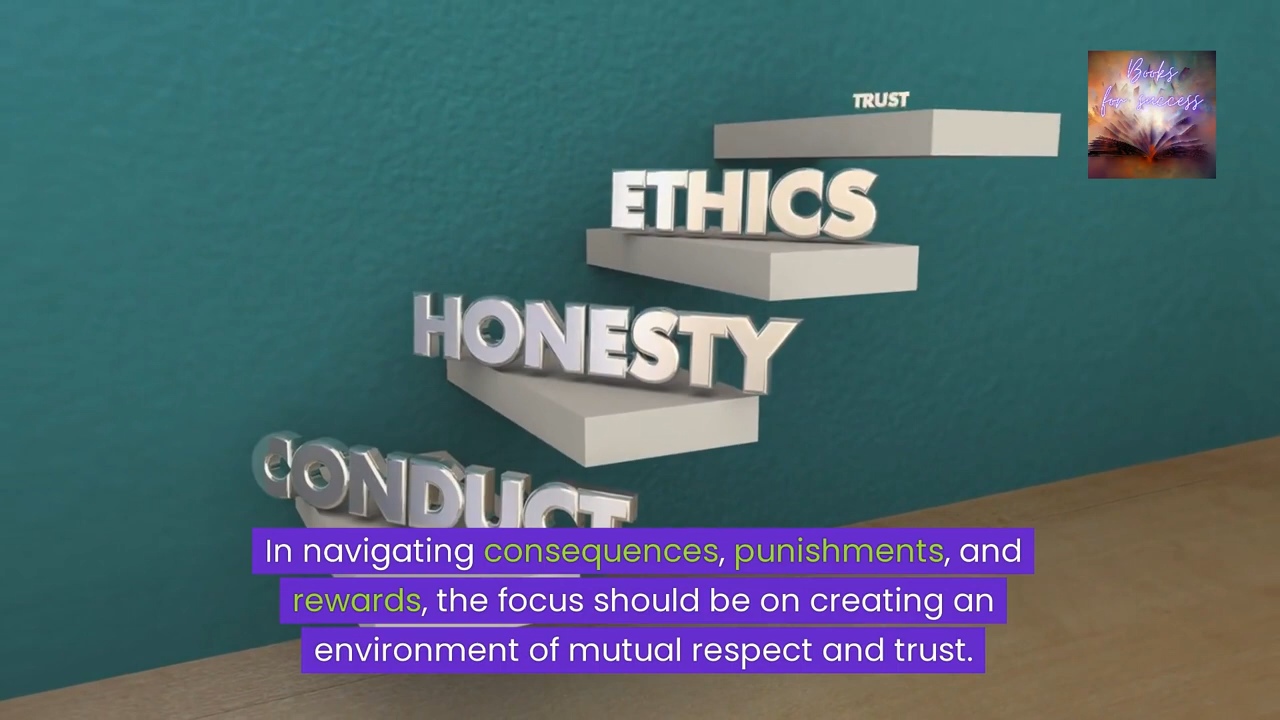 Books
for success
TRUST
ETHICS
HONESTY
CONDUCT
In navigating consequences, punishments, and
rewards, the focus should be on creating an
environment of mutual respect and trust.